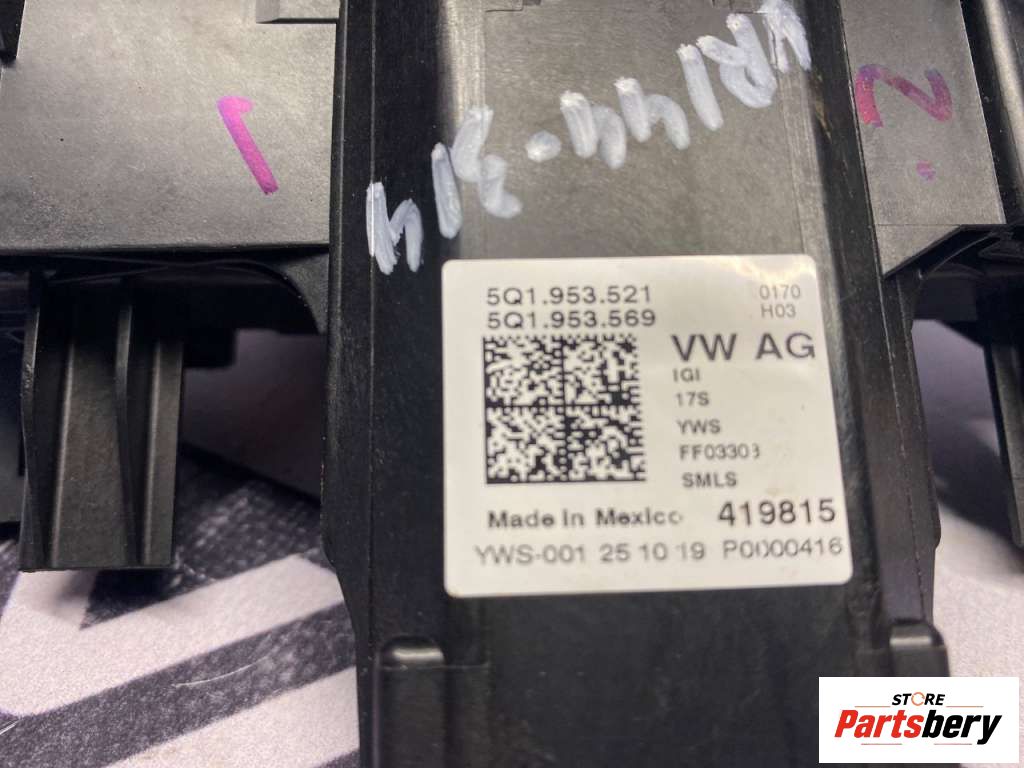 1
2.
5Q1.953.521
5Q1.953.569
0170
H03
VW AG
IGI
17S
YWS
FF03303
SMLS
Made in Mexico
419815
YWS-001 25 10 19 P0000416
STORE
Partsbery